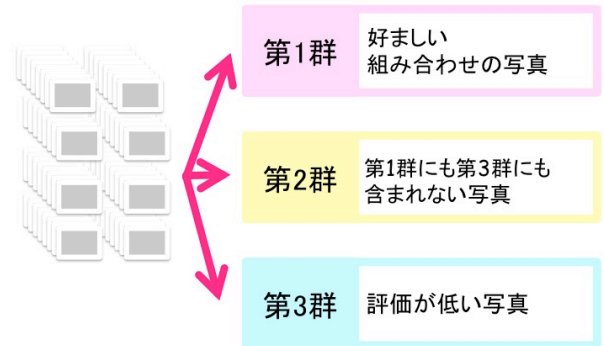 第1群
好ましい
組み合わせの写真
第2群
第1群にも第3群にも
含まれない写真
第3群
評価が低い写真